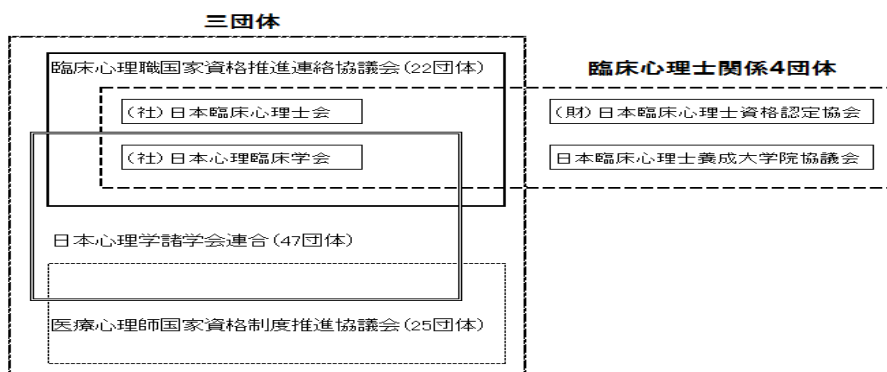 三団体
臨床心理職国家資格推進連絡協議会(22団体)
臨床心理士関係4団体
(社)日本臨床心理士会
(財)日本臨床心理士資格認定協会
(社)日本心理臨床学会
日本臨床心理士養成大学院協議会
日本心理学諸学会連合(47団体)
医療心理師国家資格制度推進協議会(25団体)